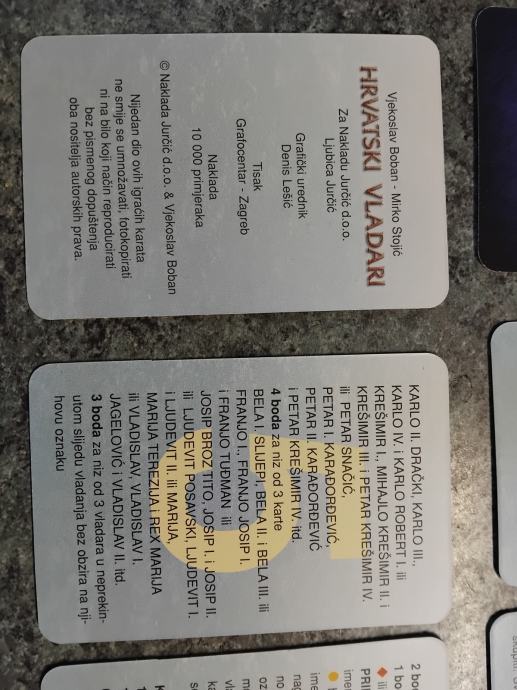 Vjekoslav Boban - Mirko Stojić
HRVATSKI VLADARI
Za Nakladu Jurčić d.o.o.
Ljubica Jurčić
Grafički urednik
Denis Lešić
Tisak
Grafocentar - Zagreb
Naklada
10 000 primjeraka
© Naklada Jurčić d.o.o. & Vjekoslav Boban
Nijedan dio ovih igraćih karata
ne smije se umnožavati, fotokopirati
ni na bilo koji način reproducirati
bez pismenog dopuštenja
oba nositelja autorskih prava.
KARLO II. DRAČKI, KARLO III.,
KARLO IV. i KARLO ROBERT I. ili
KREŠIMIR I., MIHAJLO KREŠIMIR II. i
KREŠIMIR III. i PETAR KREŠIMIR IV.
ili PETAR SNAČIĆ,
PETAR I. KARAĐORĐEVIĆ,
PETAR II. KARAĐORĐEVIĆ
i PETAR KREŠIMIR IV. itd.
4 boda za niz od 3 karte
BELA I. SLIJEPI, BELA II. i BELA III. ili
FRANJO I., FRANJO JOSIP I.
i FRANJO TUĐMAN ili
JOSIP BROZ TITO, JOSIP I. i JOSIP II.
ili LJUDEVIT POSAVSKI, LJUDEVIT I.
i LJUDEVIT II. ili MARIJA,
MARIJA TEREZIJA i REX MARIJA
ili VLADISLAV, VLADISLAV I.
JAGELOVIĆ i VLADISLAV II. itd.
3 boda za niz od 3 vladara u neprekin-
utom slijedu vladanja bez obzira na nji-
hovu oznaku
2
1